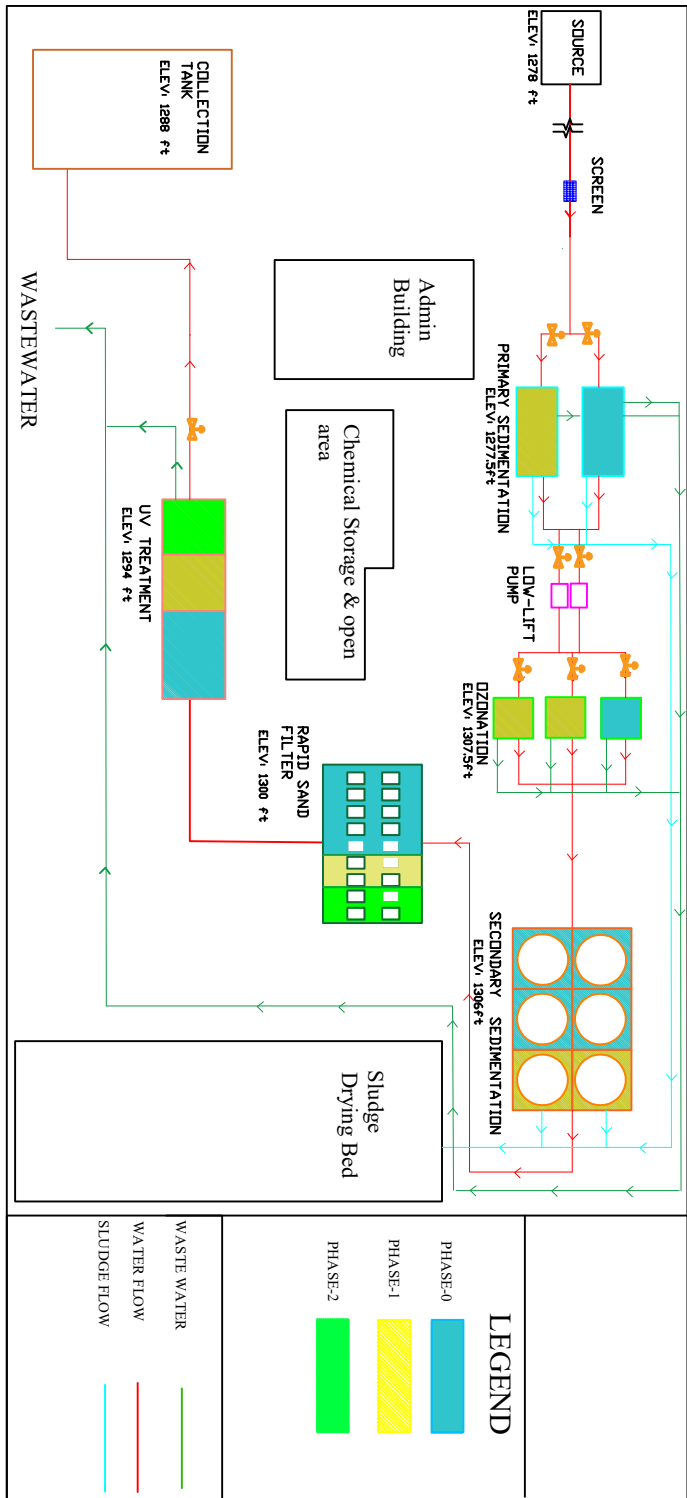 SOURCE
ELEV: 1278 ft
SCREEN
PRIMARY SEDIMENTATION
ELEV: 1277.5ft
LOW-LIFT
PUMP
OZONATION
ELEV: 1307.5ft
SECONDARY SEDIMENTATION
ELEV: 1306ft
Admin
Building
Chemical Storage & open
area
RAPID SAND
FILTER
ELEV: 1300 ft
COLLECTION
TANK
ELEV: 1288 ft
UV TREATMENT
ELEV: 1294 ft
Sludge
Drying Bed
WASTEWATER
LEGEND
PHASE-0
PHASE-1
PHASE-2
WASTE WATER
WATER FLOW
SLUDGE FLOW